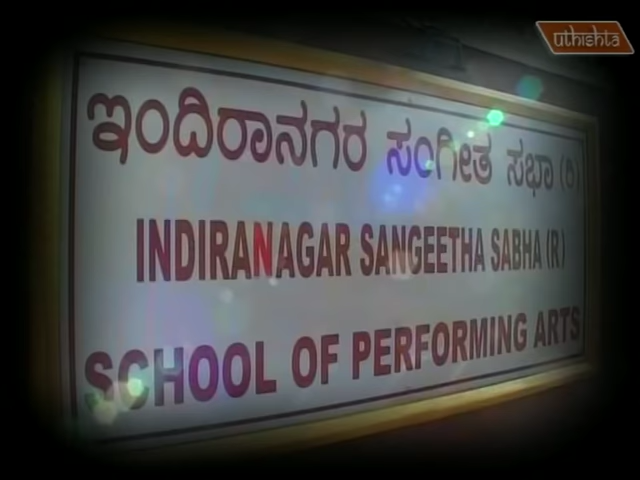 uthishta
ಇಂದಿರಾನಗರ ಸಂಗೀತ ಸಭಾ (ರಿ)
INDIRANAGAR SANGEETHA SABHA (R)
SCHOOL OF PERFORMING ARTS